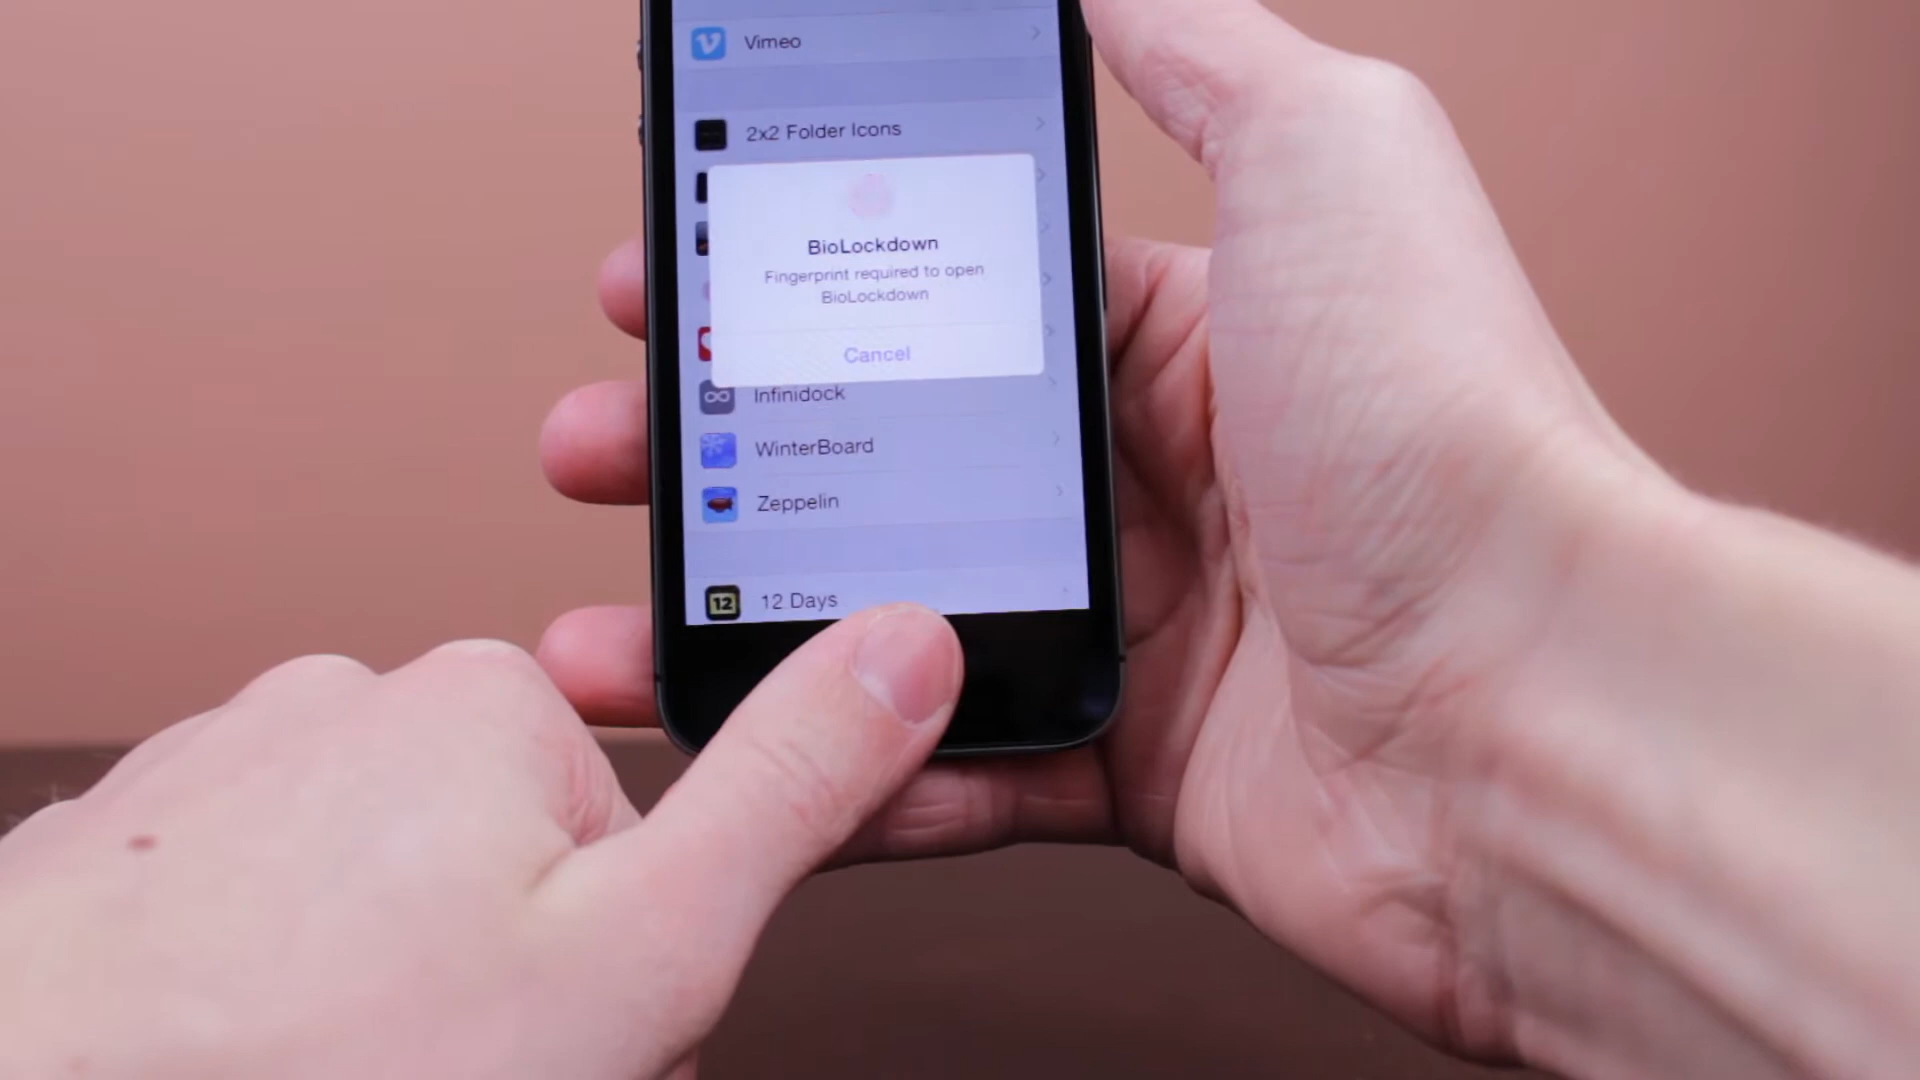 Vimeo
2x2 Folder Icons
BioLockdown
Fingerprint required to open
BioLockdown
Cancel
Infinidock
WinterBoard
Zeppelin
12
12 Days